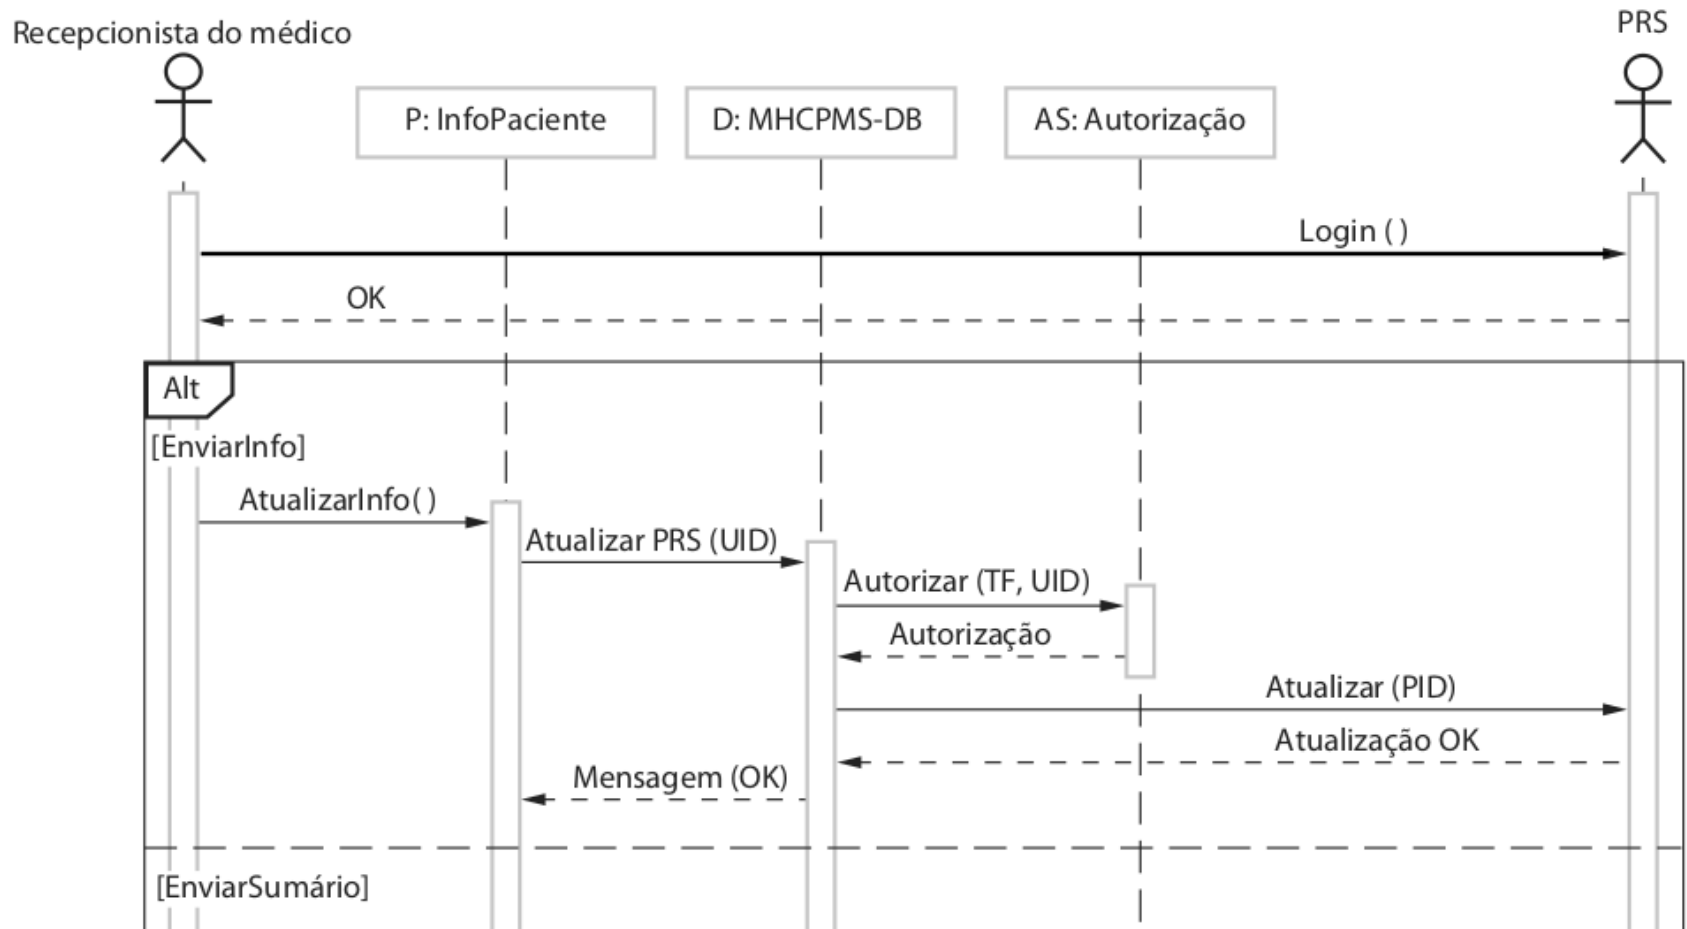 Recepcionista do médico
PRS
P: InfoPaciente
D: MHCPMS-DB
AS: Autorização
Login ( )
OK
Alt
[EnviarInfo]
AtualizarInfo( )
Atualizar PRS (UID)
Autorizar (TF, UID)
Autorização
Atualizar (PID)
Atualização OK
Mensagem (OK)
[EnviarSumário]